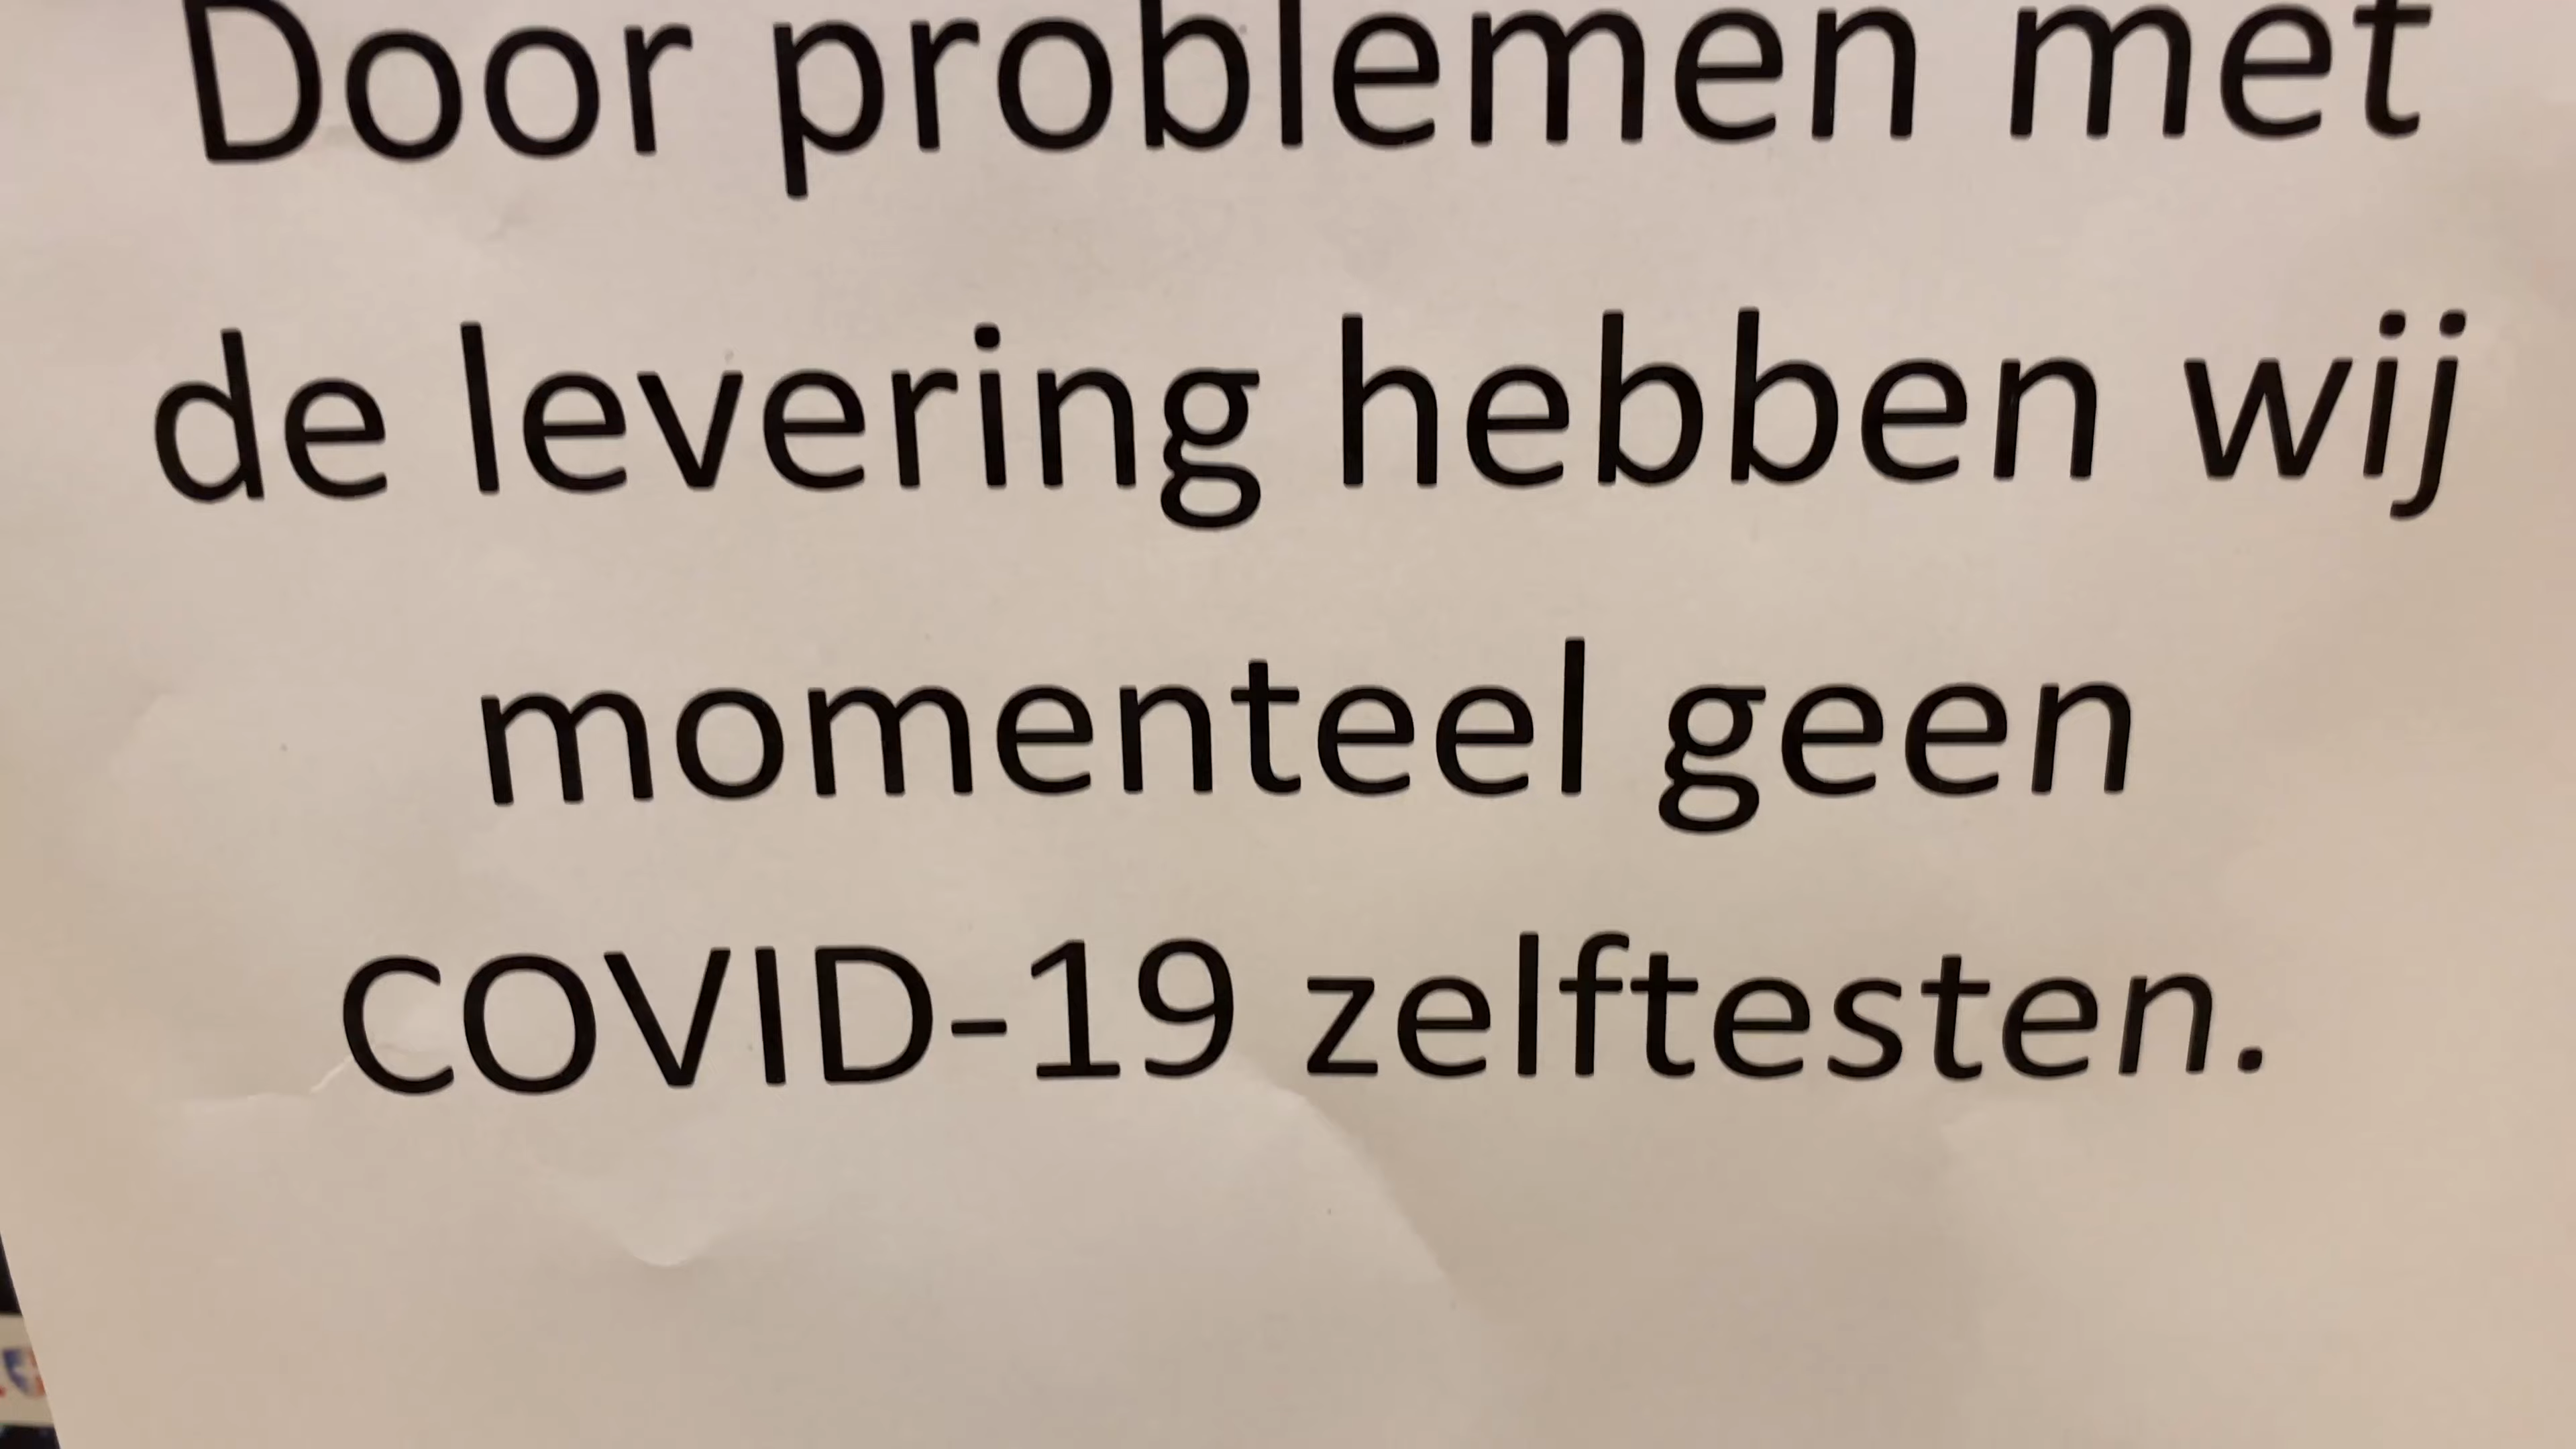 Door problemen met
de levering hebben wij
momenteel geen
COVID-19 zelftesten.